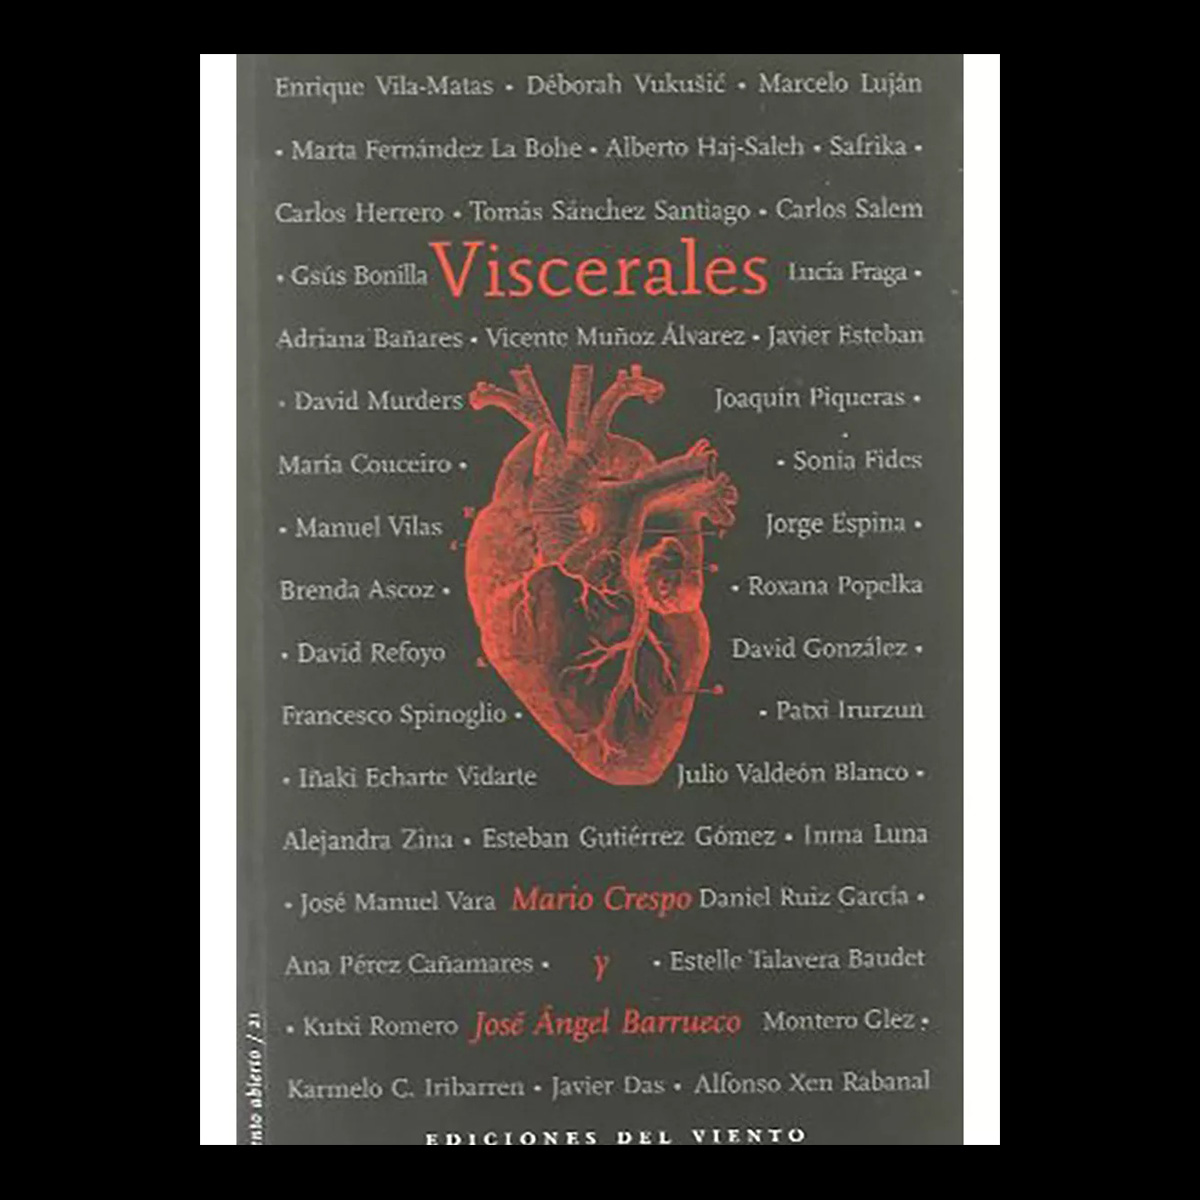 Enrique Vila-Matas • Déborah Vukušić • Marcelo Luján
• Marta Fernández La Bohe • Alberto Haj-Saleh • Safrika •
Carlos Herrero • Tomás Sánchez Santiago • Carlos Salem
• Gsús Bonilla Viscerales Lucía Fraga •
Adriana Bañares • Vicente Muñoz Álvarez • Javier Esteban
• David Murders Joaquín Piqueras •
María Couceiro • • Sonia Fides
• Manuel Vilas Jorge Espina •
Brenda Ascoz • • Roxana Popelka
• David Refoyo David González •
Francesco Spinoglio • • Patxi Irurzun
• Iñaki Echarte Vidarte Julio Valdeón Blanco •
Alejandra Zina • Esteban Gutiérrez Gómez • Inma Luna
• José Manuel Vara Mario Crespo Daniel Ruiz García •
Ana Pérez Cañamares • y • Estelle Talavera Baudet
• Kutxi Romero José Ángel Barrueco Montero Glez •
Karmelo C. Iribarren • Javier Das • Alfonso Xen Rabanal
EDICIONES DEL VIENTO
ento abierto / 21